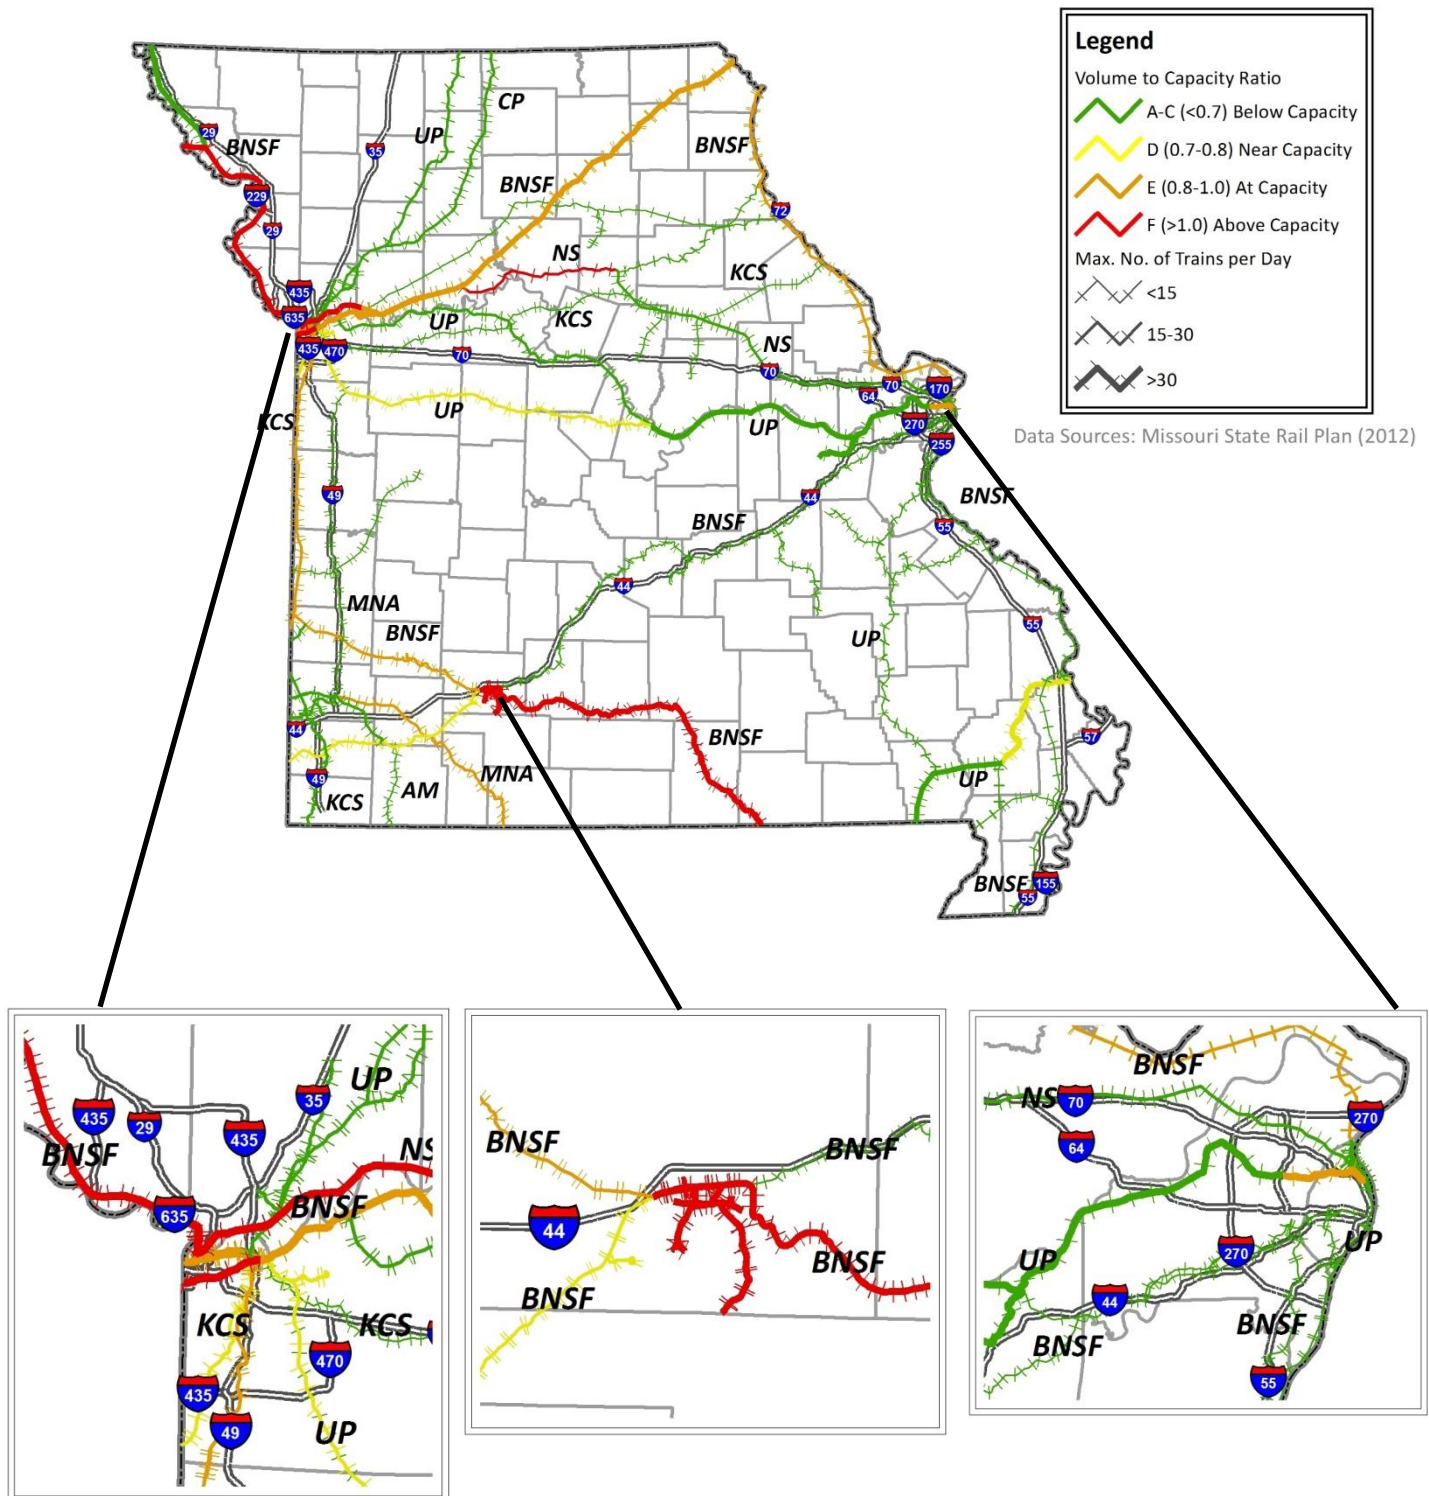 Legend
Volume to Capacity Ratio
A-C (<0.7) Below Capacity
D (0.7-0.8) Near Capacity
E (0.8-1.0) At Capacity
F (>1.0) Above Capacity
Max. No. of Trains per Day
<15
15-30
>30
Data Sources: Missouri State Rail Plan (2012)
CP
29
UP
BNSF
35
BNSF
BNSF
229
72
29
NS
KCS
435
635
UP
KCS
NS
435
470
70
70
70
170
64
KCS
UP
UP
270
255
49
44
BNSF
BNSF
55
44
MNA
BNSF
55
UP
44
BNSF
57
49
MNA
UP
KCS
AM
BNSF
155
55
35
UP
435
29
435
BNSF
NS
BNSF
635
KCS
KCS
470
435
49
UP
BNSF
BNSF
44
BNSF
BNSF
BNSF
NS
70
270
64
UP
270
UP
44
BNSF
BNSF
55